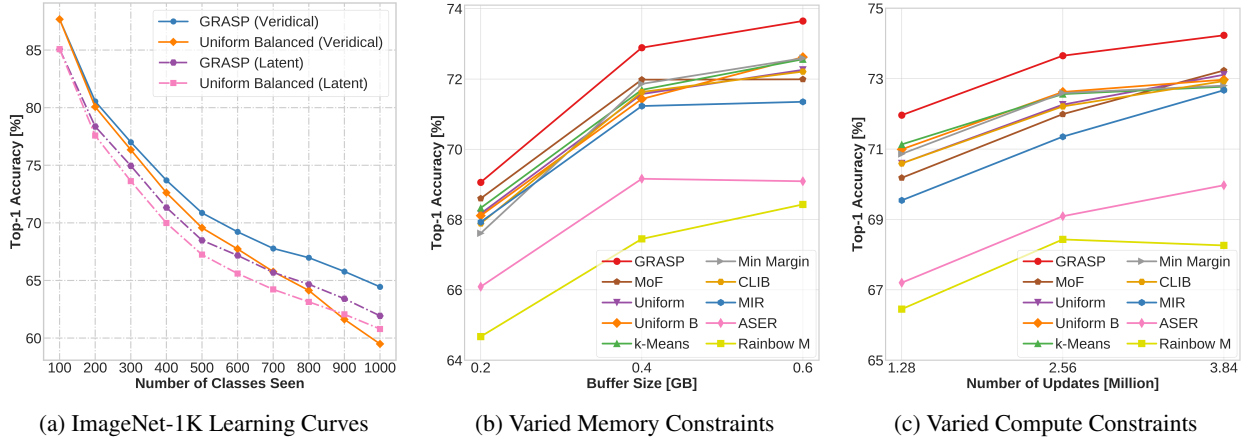 Top-1 Accuracy [%]
85
80
75
70
65
60
100 200 300 400 500 600 700 800 900 1000
Number of Classes Seen
GRASP (Veridical)
Uniform Balanced (Veridical)
GRASP (Latent)
Uniform Balanced (Latent)
(a) ImageNet-1K Learning Curves
Top-1 Accuracy [%]
74
72
70
68
66
64
0.2 0.4 0.6
Buffer Size [GB]
GRASP
MoF
Uniform
Uniform B
k-Means
Min Margin
CLIB
MIR
ASER
Rainbow M
(b) Varied Memory Constraints
Top-1 Accuracy [%]
75
73
71
69
67
65
1.28 2.56 3.84
Number of Updates [Million]
GRASP
MoF
Uniform
Uniform B
k-Means
Min Margin
CLIB
MIR
ASER
Rainbow M
(c) Varied Compute Constraints